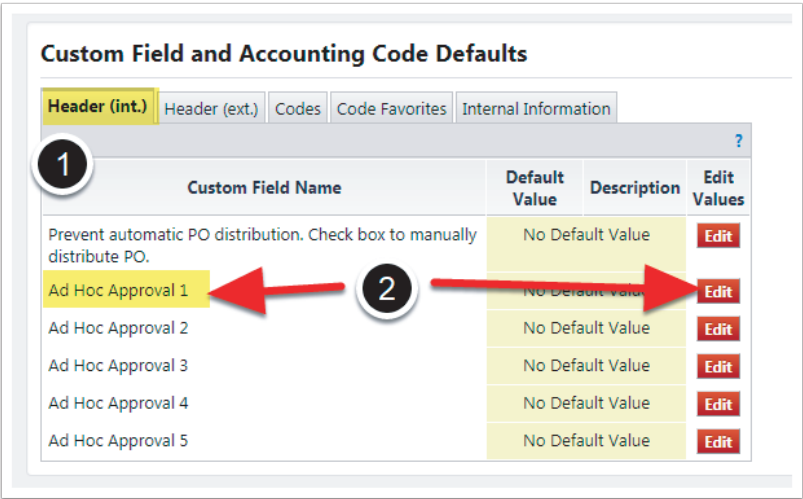 Custom Field and Accounting Code Defaults
Header (int.) Header (ext.) Codes Code Favorites Internal Information
?
1
Custom Field Name Default Value Description Edit Values
Prevent automatic PO distribution. Check box to manually No Default Value Edit
distribute PO.
Ad Hoc Approval 1 2 No Default Value Edit
Ad Hoc Approval 2 No Default Value Edit
Ad Hoc Approval 3 No Default Value Edit
Ad Hoc Approval 4 No Default Value Edit
Ad Hoc Approval 5 No Default Value Edit